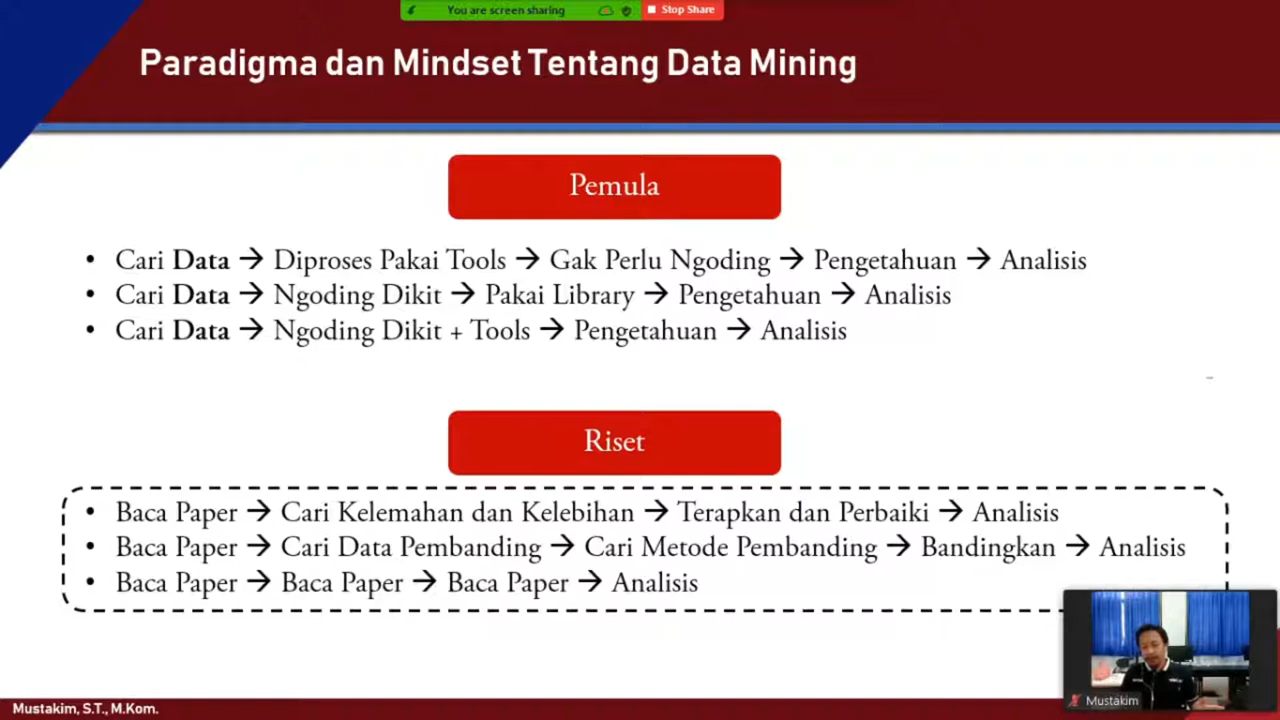 You are screen sharing
Stop Share
Paradigma dan Mindset Tentang Data Mining
Pemula
• Cari Data → Diproses Pakai Tools → Gak Perlu Ngoding → Pengetahuan → Analisis
• Cari Data → Ngoding Dikit → Pakai Library → Pengetahuan → Analisis
• Cari Data → Ngoding Dikit + Tools → Pengetahuan → Analisis
Riset
• Baca Paper → Cari Kelemahan dan Kelebihan → Terapkan dan Perbaiki → Analisis
• Baca Paper → Cari Data Pembanding → Cari Metode Pembanding → Bandingkan → Analisis
• Baca Paper → Baca Paper → Baca Paper → Analisis
Mustakim
Mustakim, S.T., M.Kom.